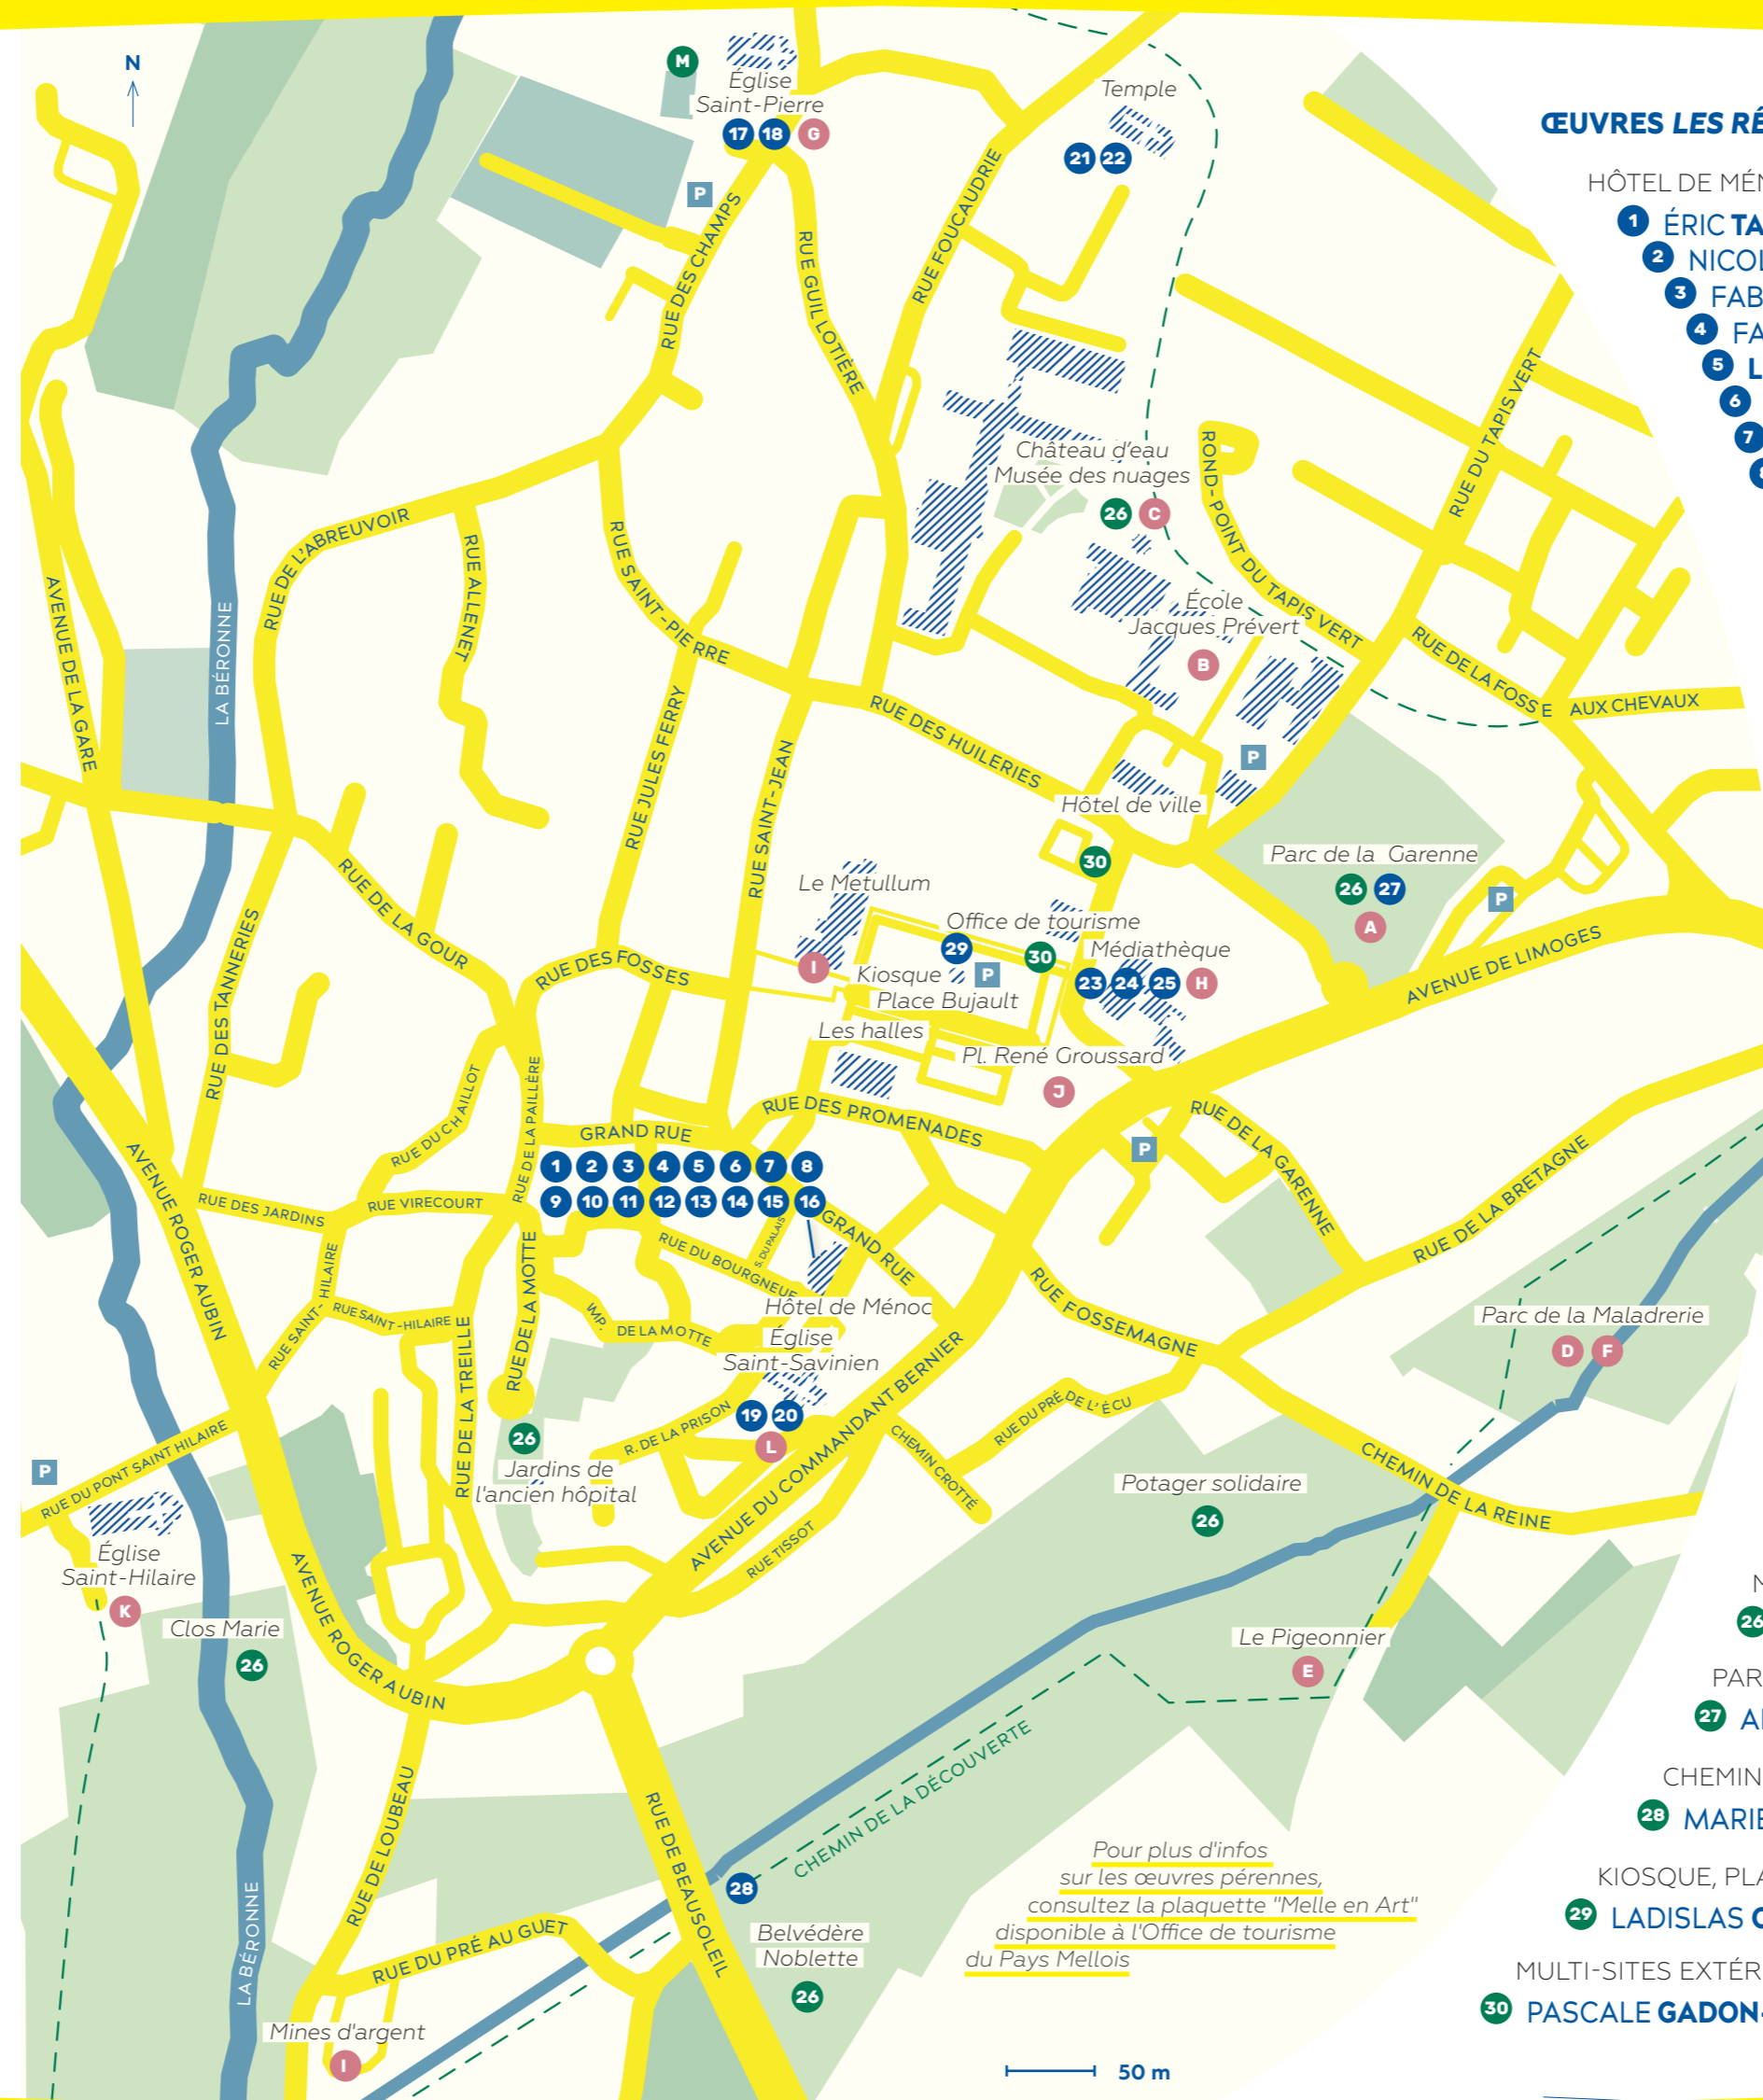 N
M
Église
Saint-Pierre
17 18 G
P
Temple
21 22
RUE DES CHAMPS
RUE GUILLOTIÈRE
RUE FOUCAUDRIE
ŒUVRES LES RÉ
HÔTEL DE MÉN
1 ÉRIC TA
2 NICOL
3 FAB
4 FA
5 L
6
7
8
RUE DU TAPIS VERT
Château d'eau
Musée des nuages
26 C
ROND-POINT DU TAPIS VERT
RUE DE L'ABREUVOIR
RUE ALLENET
RUE SAINT-PIERRE
AVENUE DE LA GARE
LA BÉRONNE
École
Jacques Prévert
B
RUE DE LA FOSSE AUX CHEVAUX
RUE JULES FERRY
RUE SAINT-JEAN
RUE DES HUILERIES
P
Hôtel de ville
30
Parc de la Garenne
26 27
A
P
RUE DE LA GOUR
RUE DES TANNERIES
Le Metullum
I
Office de tourisme
29
30
Kiosque
P
Place Bujault
Médiathèque
23 24 25 H
RUE DES FOSSES
AVENUE DE LIMOGES
Les halles
Pl. René Groussard
J
RUE DU CHAILLOT
RUE DE LA PAILLÈRE
RUE DES PROMENADES
GRAND RUE
P
RUE DE LA GARENNE
RUE DE LA BRETAGNE
1 2 3 4 5 6 7 8
9 10 11 12 13 14 15 16
AVENUE ROGER AUBIN
RUE DES JARDINS
RUE VIRECOURT
RUE DU BOURGNEUF
S. DU PALAIS
GRAND RUE
RUE SAINT-HILAIRE
RUE SAINT-HILAIRE
RUE DE LA MOTTE
IMP. DE LA MOTTE
Hôtel de Ménoc
RUE FOSSEMAGNE
Parc de la Maladrerie
D F
Église
Saint-Savinien
19 20
L
RUE DE LA TREILLE
R. DE LA PRISON
AVENUE DU COMMANDANT BERNIER
RUE DU PRÉ DE L'ÉCU
CHEMIN CROTTÉ
CHEMIN DE LA REINE
26
Jardins de
l'ancien hôpital
P
RUE DU PONT SAINT HILAIRE
Potager solidaire
26
RUE TISSOT
Église
Saint-Hilaire
K
Clos Marie
26
AVENUE ROGER AUBIN
Le Pigeonnier
E
M
26
PAR
27
CHEMIN
28 MARIE
KIOSQUE, PLA
29 LADISLAS
MULTI-SITES EXTÉR
30 PASCALE GADON-
CHEMIN DE LA DÉCOUVERTE
RUE DE LOUBEAU
RUE DE BEAUSOLEIL
28
Pour plus d'infos
sur les œuvres pérennes,
consultez la plaquette "Melle en Art"
disponible à l'Office de tourisme
du Pays Mellois
Belvédère
Noblette
26
LA BÉRONNE
RUE DU PRÉ AU GUET
Mines d'argent
I
50 m